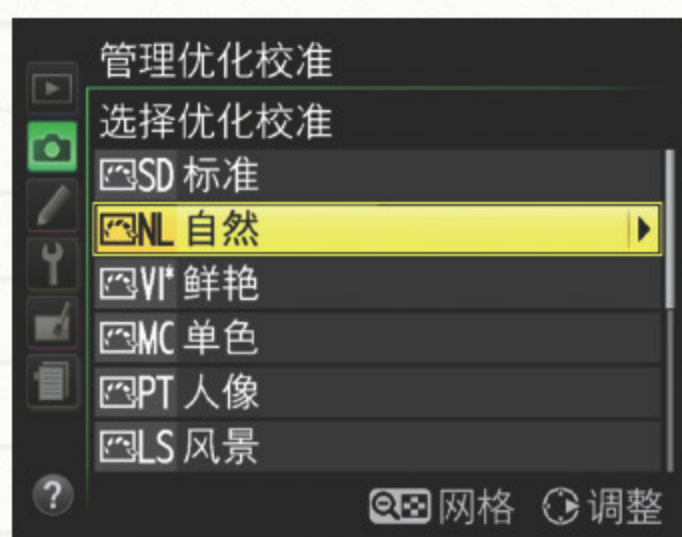 管理优化校准
选择优化校准
SD 标准
NL 自然
VI* 鲜艳
MC 单色
PT 人像
LS 风景
? 网格 调整